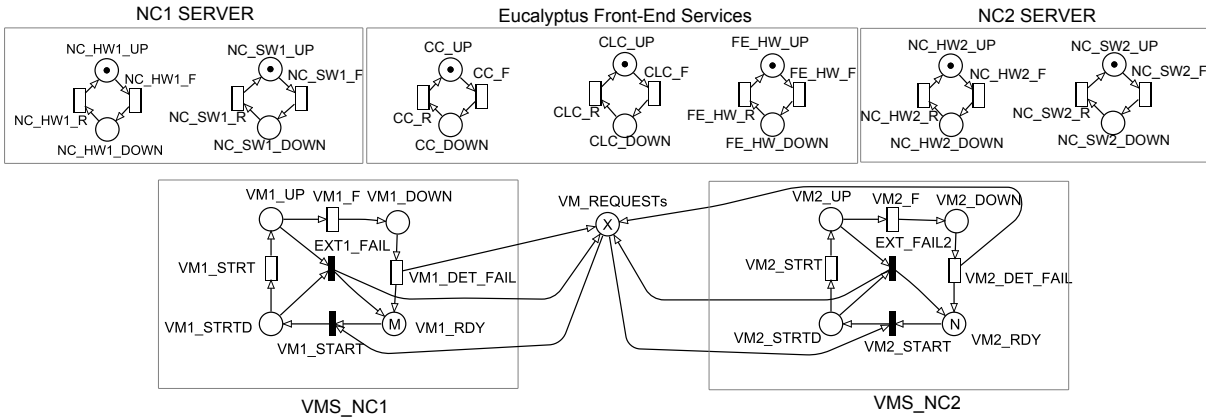 NC1 SERVER
Eucalyptus Front-End Services
NC2 SERVER
NC_HW1_UP
NC_HW1_F
NC_HW1_R
NC_HW1_DOWN
NC_SW1_UP
NC_SW1_F
NC_SW1_R
NC_SW1_DOWN
CC_UP
CC_F
CC_R
CC_DOWN
CLC_UP
CLC_F
CLC_R
CLC_DOWN
FE_HW_UP
FE_HW_F
FE_HW_R
FE_HW_DOWN
NC_HW2_UP
NC_HW2_F
NC_HW2_R
NC_HW2_DOWN
NC_SW2_UP
NC_SW2_F
NC_SW2_R
NC_SW2_DOWN
VM1_UP
VM1_F
VM1_DOWN
EXT1_FAIL
VM1_STRT
VM1_DET_FAIL
VM1_STRTD
M
VM1_RDY
VM1_START
VMS_NC1
VM_REQUESTs
X
VM2_UP
VM2_F
VM2_DOWN
EXT_FAIL2
VM2_STRT
VM2_DET_FAIL
VM2_STRTD
N
VM2_RDY
VM2_START
VMS_NC2